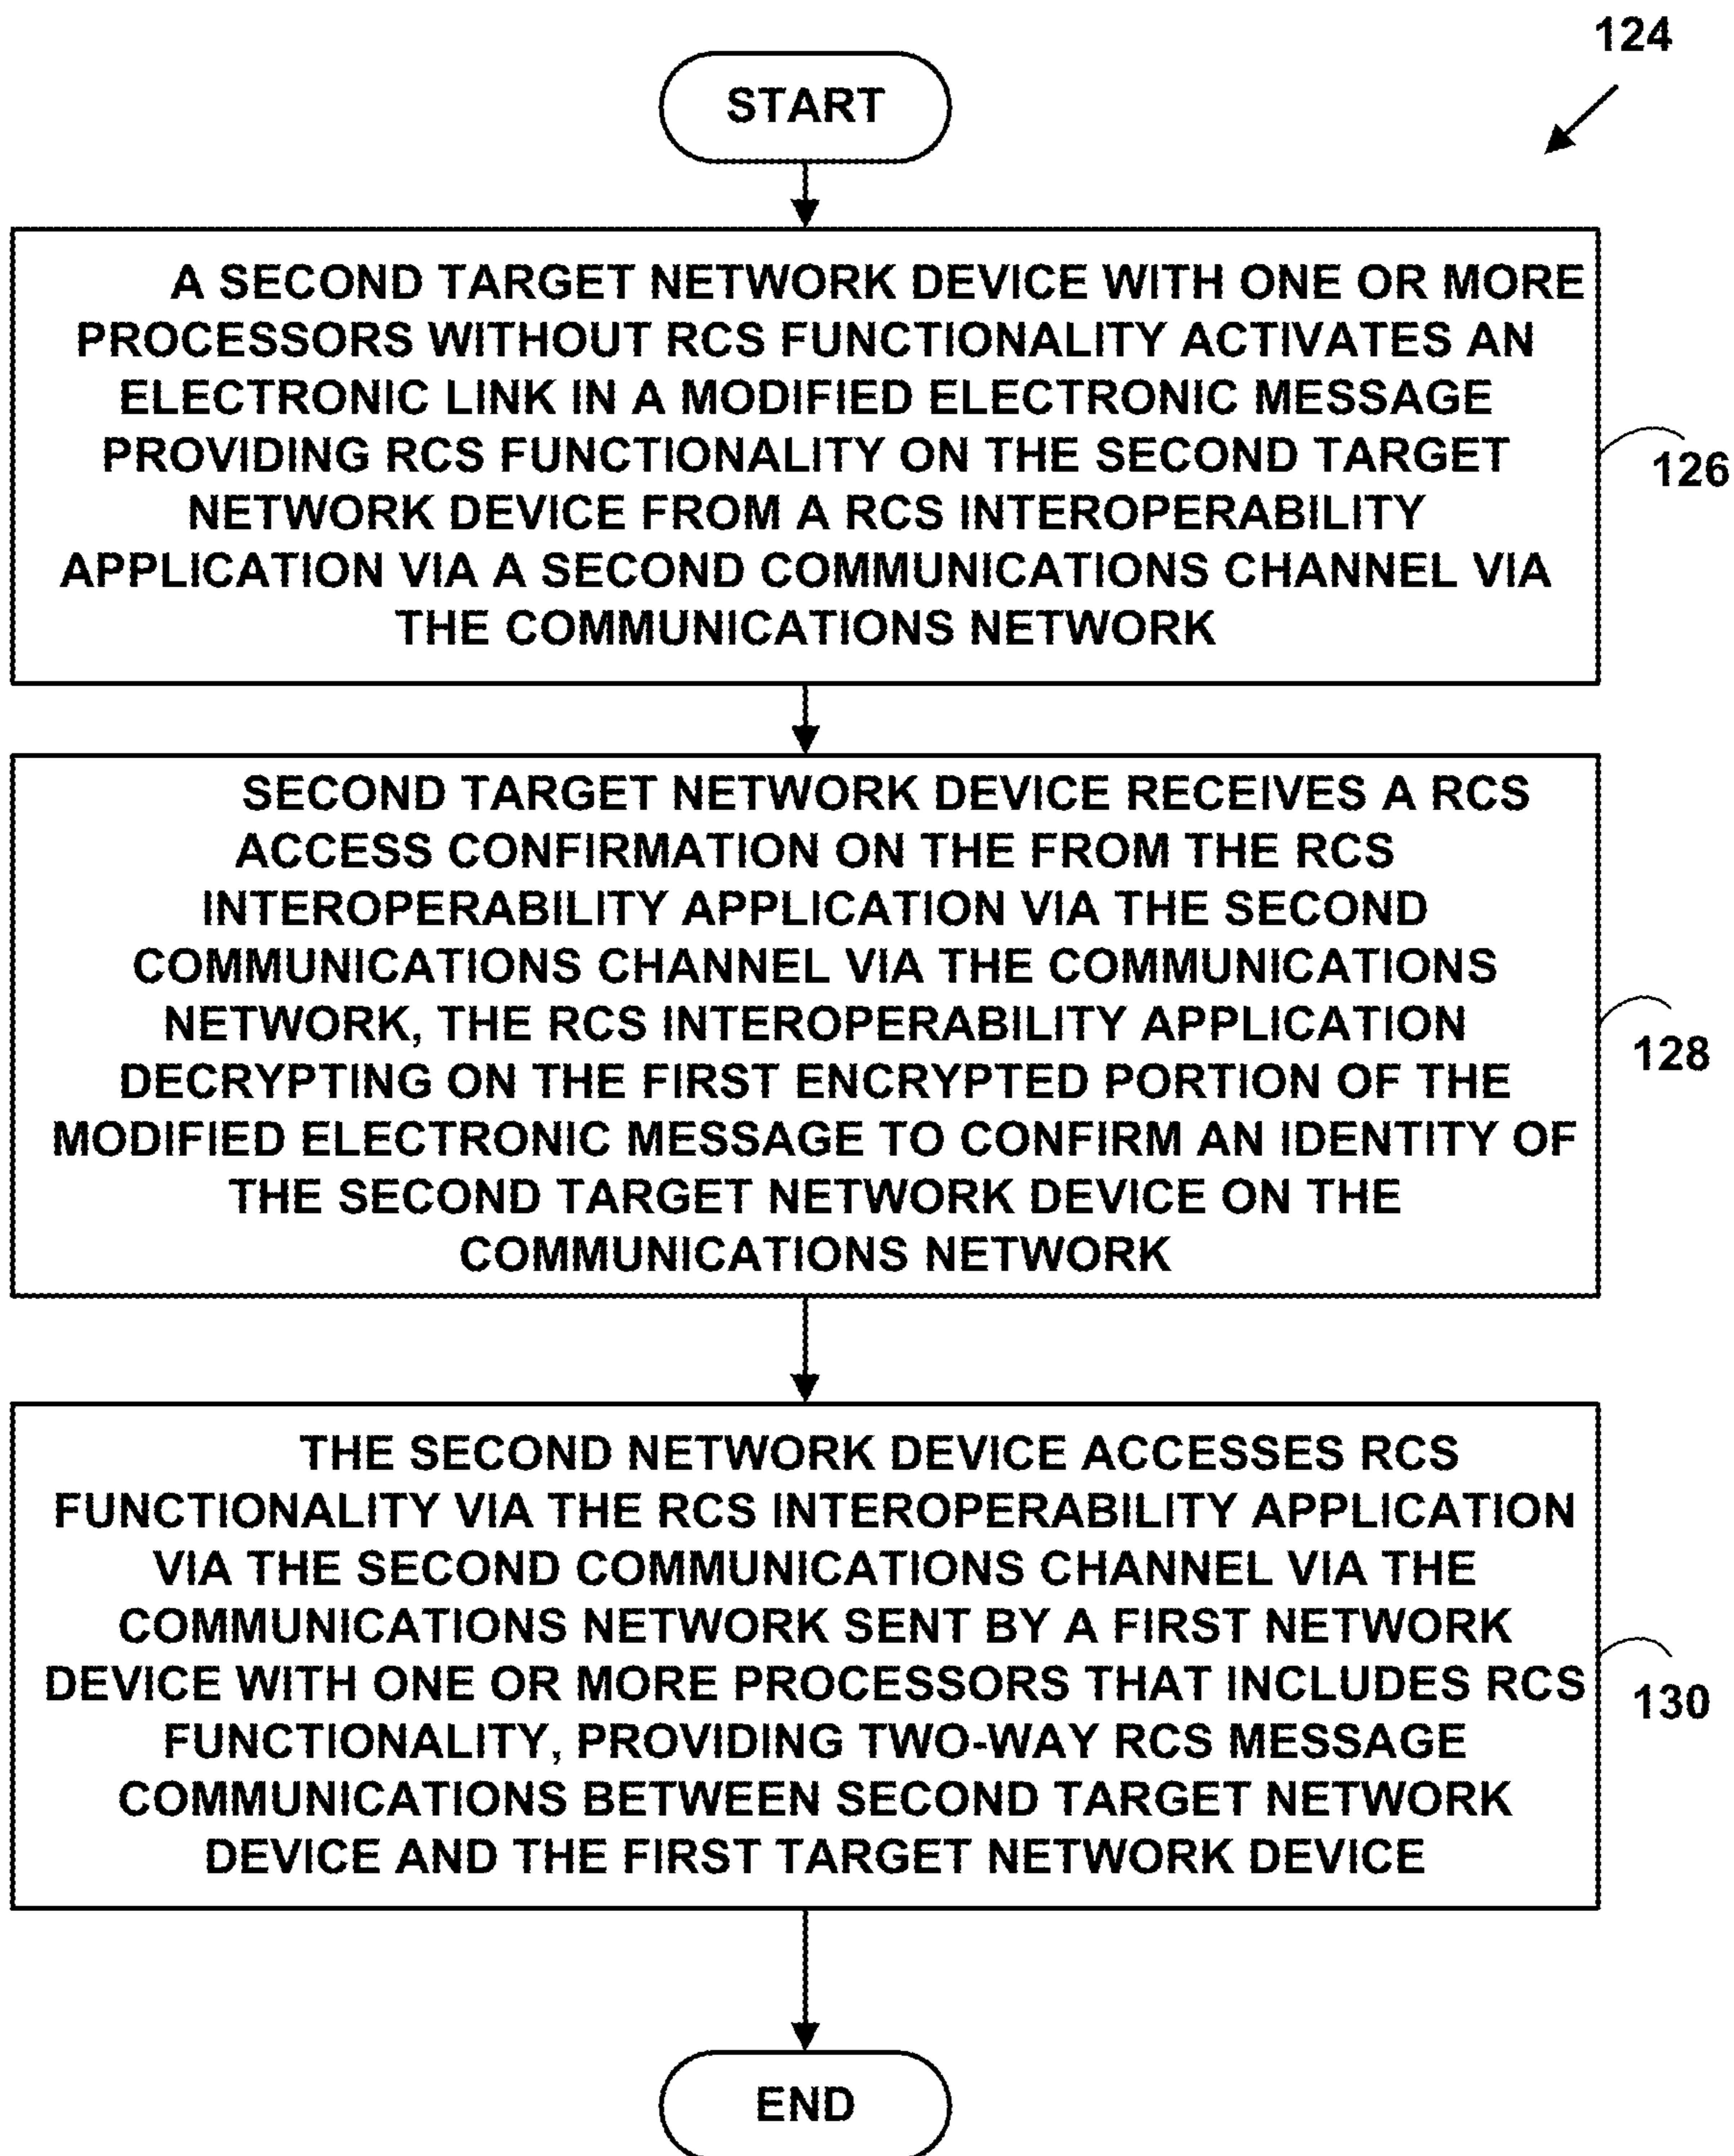 124
START
A SECOND TARGET NETWORK DEVICE WITH ONE OR MORE
PROCESSORS WITHOUT RCS FUNCTIONALITY ACTIVATES AN
ELECTRONIC LINK IN A MODIFIED ELECTRONIC MESSAGE
PROVIDING RCS FUNCTIONALITY ON THE SECOND TARGET
NETWORK DEVICE FROM A RCS INTEROPERABILITY
APPLICATION VIA A SECOND COMMUNICATIONS CHANNEL VIA
THE COMMUNICATIONS NETWORK
126
SECOND TARGET NETWORK DEVICE RECEIVES A RCS
ACCESS CONFIRMATION ON THE FROM THE RCS
INTEROPERABILITY APPLICATION VIA THE SECOND
COMMUNICATIONS CHANNEL VIA THE COMMUNICATIONS
NETWORK, THE RCS INTEROPERABILITY APPLICATION
DECRYPTING ON THE FIRST ENCRYPTED PORTION OF THE
MODIFIED ELECTRONIC MESSAGE TO CONFIRM AN IDENTITY OF
THE SECOND TARGET NETWORK DEVICE ON THE
COMMUNICATIONS NETWORK
128
THE SECOND NETWORK DEVICE ACCESSES RCS
FUNCTIONALITY VIA THE RCS INTEROPERABILITY APPLICATION
VIA THE SECOND COMMUNICATIONS CHANNEL VIA THE
COMMUNICATIONS NETWORK SENT BY A FIRST NETWORK
DEVICE WITH ONE OR MORE PROCESSORS THAT INCLUDES RCS
FUNCTIONALITY, PROVIDING TWO-WAY RCS MESSAGE
COMMUNICATIONS BETWEEN SECOND TARGET NETWORK
DEVICE AND THE FIRST TARGET NETWORK DEVICE
130
END